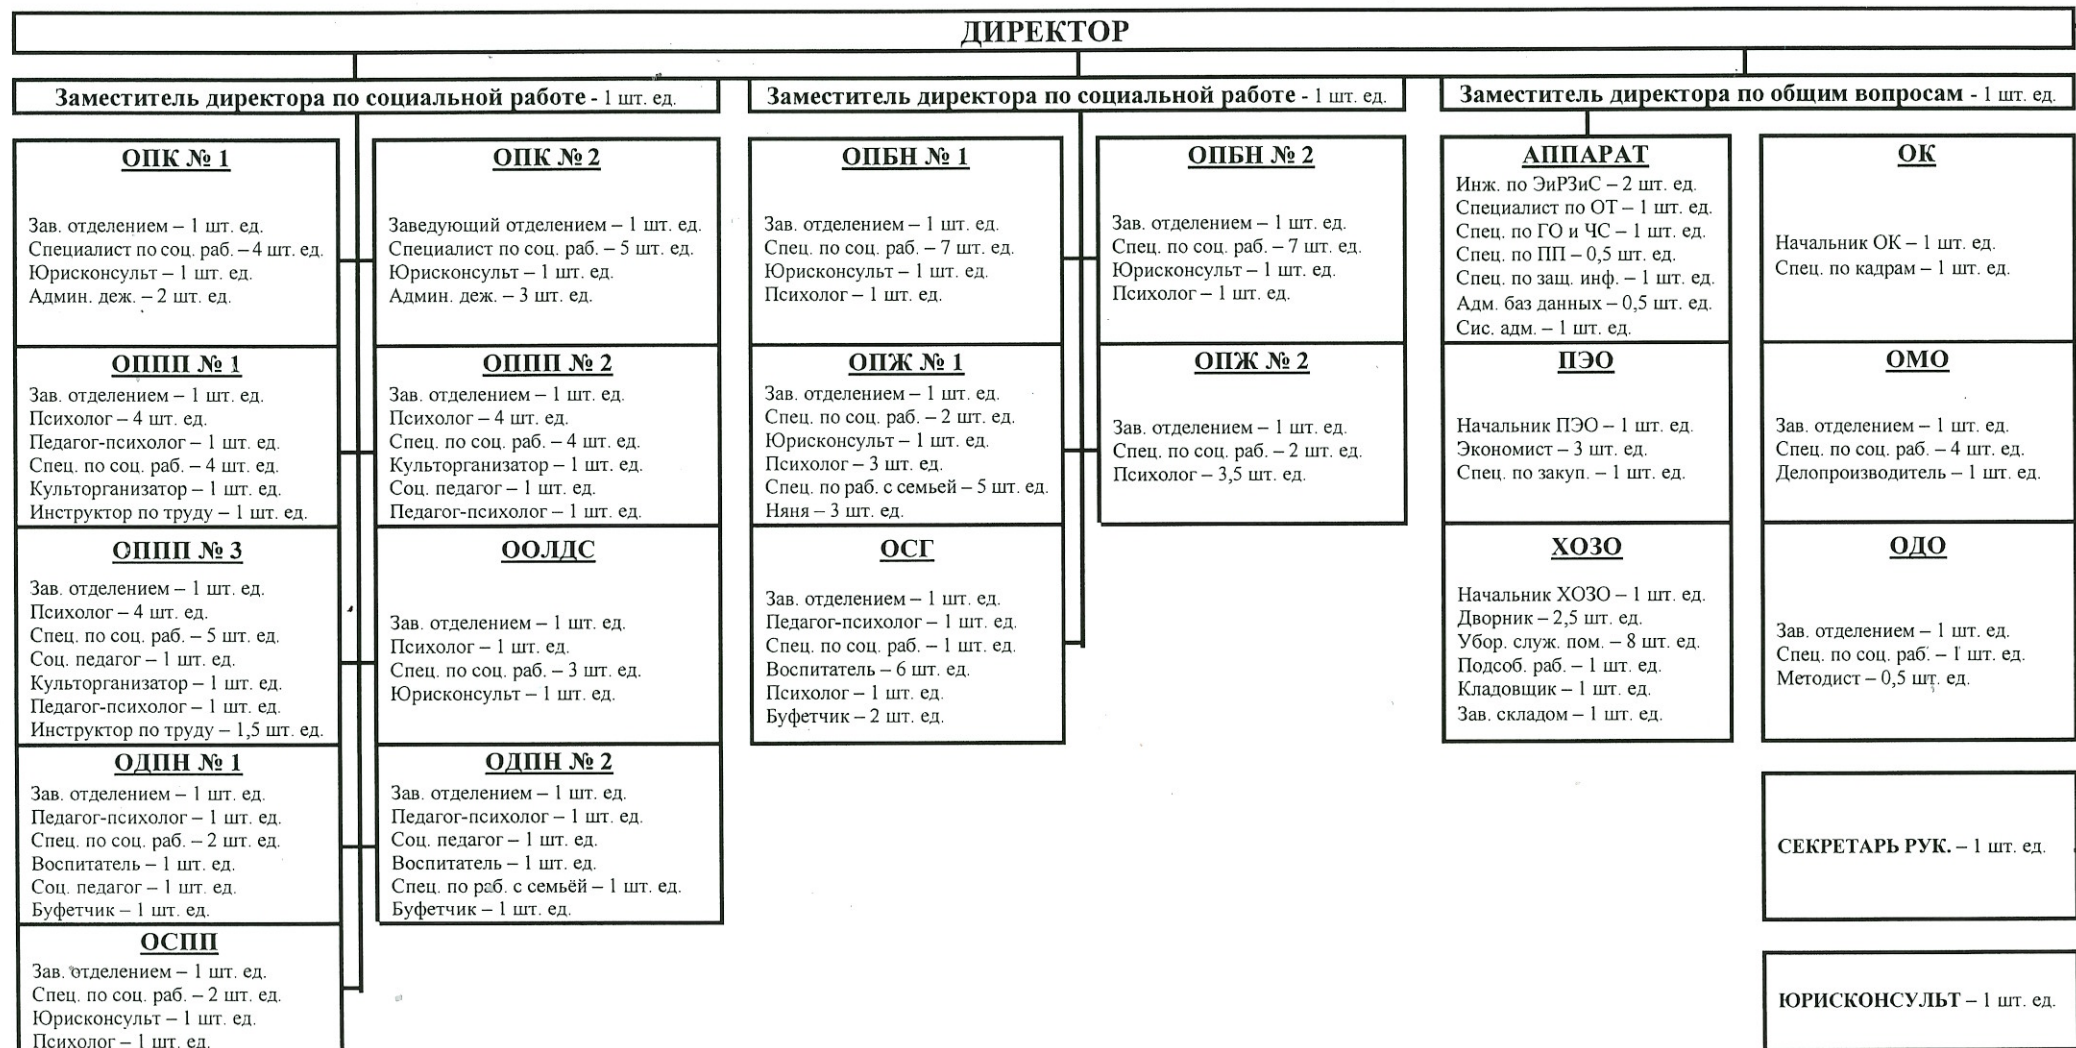 ДИРЕКТОР
Заместитель директора по социальной работе - 1 шт. ед.
Заместитель директора по социальной работе - 1 шт. ед.
Заместитель директора по общим вопросам - 1 шт. ед.
ОПК № 1
Зав. отделением – 1 шт. ед.
Специалист по соц. раб. – 4 шт. ед.
Юрисконсульт – 1 шт. ед.
Админ. деж. – 2 шт. ед.
ОПК № 2
Заведующий отделением – 1 шт. ед.
Специалист по соц. раб. – 5 шт. ед.
Юрисконсульт – 1 шт. ед.
Админ. деж. – 3 шт. ед.
ОПБН № 1
Зав. отделением – 1 шт. ед.
Спец. по соц. раб. – 7 шт. ед.
Юрисконсульт – 1 шт. ед.
Психолог – 1 шт. ед.
ОПБН № 2
Зав. отделением – 1 шт. ед.
Спец. по соц. раб. – 7 шт. ед.
Юрисконсульт – 1 шт. ед.
Психолог – 1 шт. ед.
АППАРАТ
Инж. по ЭиРЗиС – 2 шт. ед.
Специалист по ОТ – 1 шт. ед.
Спец. по ГО и ЧС – 1 шт. ед.
Спец. по ПП – 0,5 шт. ед.
Спец. по защ. инф. – 1 шт. ед.
Адм. баз данных – 0,5 шт. ед.
Сис. адм. – 1 шт. ед.
ОК
Начальник ОК – 1 шт. ед.
Спец. по кадрам – 1 шт. ед.
ОППП № 1
Зав. отделением – 1 шт. ед.
Психолог – 4 шт. ед.
Педагог-психолог – 1 шт. ед.
Спец. по соц. раб. – 4 шт. ед.
Культорганизатор – 1 шт. ед.
Инструктор по труду – 1 шт. ед.
ОППП № 2
Зав. отделением – 1 шт. ед.
Психолог – 4 шт. ед.
Спец. по соц. раб. – 4 шт. ед.
Культорганизатор – 1 шт. ед.
Соц. педагог – 1 шт. ед.
Педагог-психолог – 1 шт. ед.
ОПЖ № 1
Зав. отделением – 1 шт. ед.
Спец. по соц. раб. – 2 шт. ед.
Юрисконсульт – 1 шт. ед.
Психолог – 3 шт. ед.
Спец. по раб. с семьей – 5 шт. ед.
Няня – 3 шт. ед.
ОПЖ № 2
Зав. отделением – 1 шт. ед.
Спец. по соц. раб. – 2 шт. ед.
Психолог – 3,5 шт. ед.
ПЭО
Начальник ПЭО – 1 шт. ед.
Экономист – 3 шт. ед.
Спец. по закуп. – 1 шт. ед.
ОМО
Зав. отделением – 1 шт. ед.
Спец. по соц. раб. – 4 шт. ед.
Делопроизводитель – 1 шт. ед.
ОППП № 3
Зав. отделением – 1 шт. ед.
Психолог – 4 шт. ед.
Спец. по соц. раб. – 5 шт. ед.
Соц. педагог – 1 шт. ед.
Культорганизатор – 1 шт. ед.
Педагог-психолог – 1 шт. ед.
Инструктор по труду – 1,5 шт. ед.
ООЛДС
Зав. отделением – 1 шт. ед.
Психолог – 1 шт. ед.
Спец. по соц. раб. – 3 шт. ед.
Юрисконсульт – 1 шт. ед.
ОСГ
Зав. отделением – 1 шт. ед.
Педагог-психолог – 1 шт. ед.
Спец. по соц. раб. – 1 шт. ед.
Воспитатель – 6 шт. ед.
Психолог – 1 шт. ед.
Буфетчик – 2 шт. ед.
ХОЗО
Начальник ХОЗО – 1 шт. ед.
Дворник – 2,5 шт. ед.
Убор. служ. пом. – 8 шт. ед.
Подсоб. раб. – 1 шт. ед.
Кладовщик – 1 шт. ед.
Зав. складом – 1 шт. ед.
ОДО
Зав. отделением – 1 шт. ед.
Спец. по соц. раб. – 1 шт. ед.
Методист – 0,5 шт. ед.
ОДПН № 1
Зав. отделением – 1 шт. ед.
Педагог-психолог – 1 шт. ед.
Спец. по соц. раб. – 2 шт. ед.
Воспитатель – 1 шт. ед.
Соц. педагог – 1 шт. ед.
Буфетчик – 1 шт. ед.
ОДПН № 2
Зав. отделением – 1 шт. ед.
Педагог-психолог – 1 шт. ед.
Соц. педагог – 1 шт. ед.
Воспитатель – 1 шт. ед.
Спец. по раб. с семьёй – 1 шт. ед.
Буфетчик – 1 шт. ед.
СЕКРЕТАРЬ РУК. – 1 шт. ед.
ОСПП
Зав. отделением – 1 шт. ед.
Спец. по соц. раб. – 2 шт. ед.
Юрисконсульт – 1 шт. ед.
Психолог – 1 шт. ед.
ЮРИСКОНСУЛЬТ – 1 шт. ед.